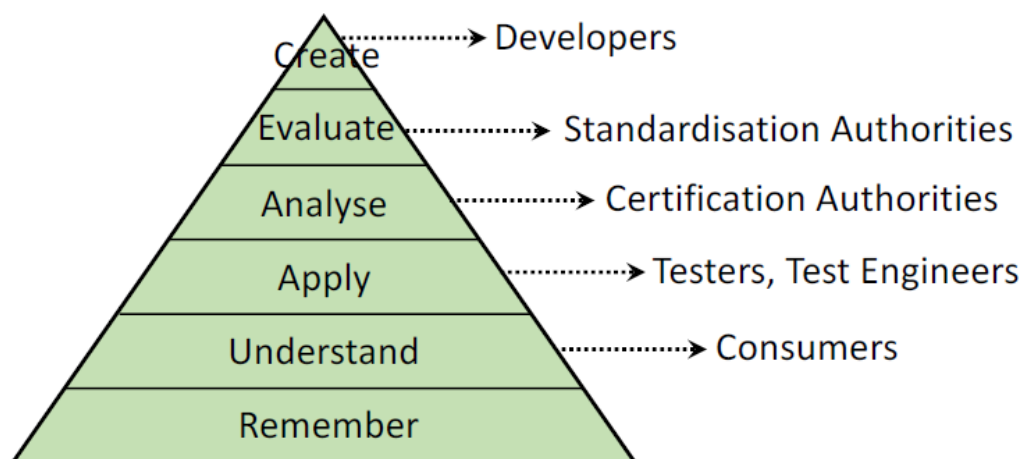 Create
Developers
Evaluate
Standardisation Authorities
Analyse
Certification Authorities
Apply
Testers, Test Engineers
Understand
Consumers
Remember